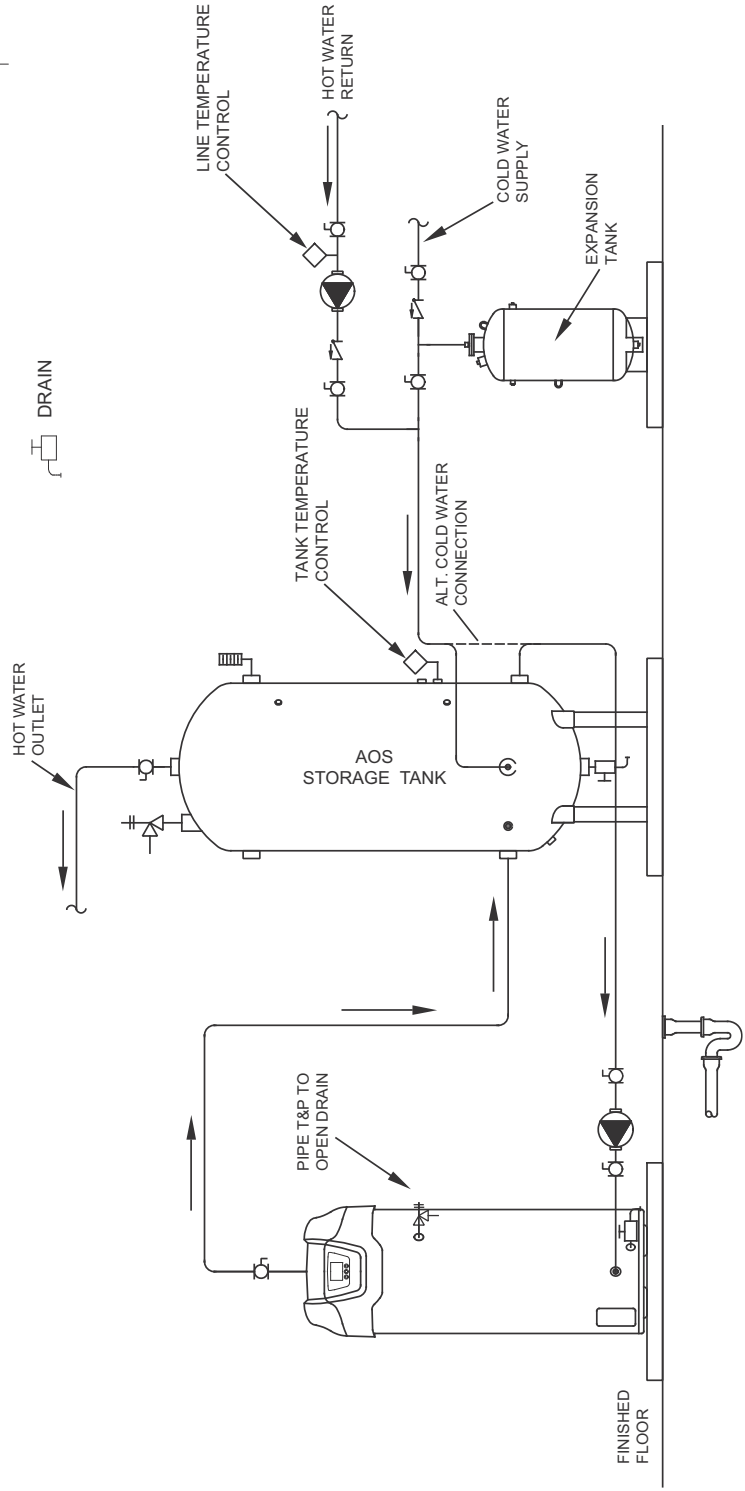 DRAIN
LINE TEMPERATURE
CONTROL
HOT WATER
RETURN
HOT WATER
OUTLET
TANK TEMPERATURE
CONTROL
COLD WATER
SUPPLY
ALT. COLD WATER
CONNECTION
EXPANSION
TANK
AOS
STORAGE TANK
PIPE T&P TO
OPEN DRAIN
FINISHED
FLOOR